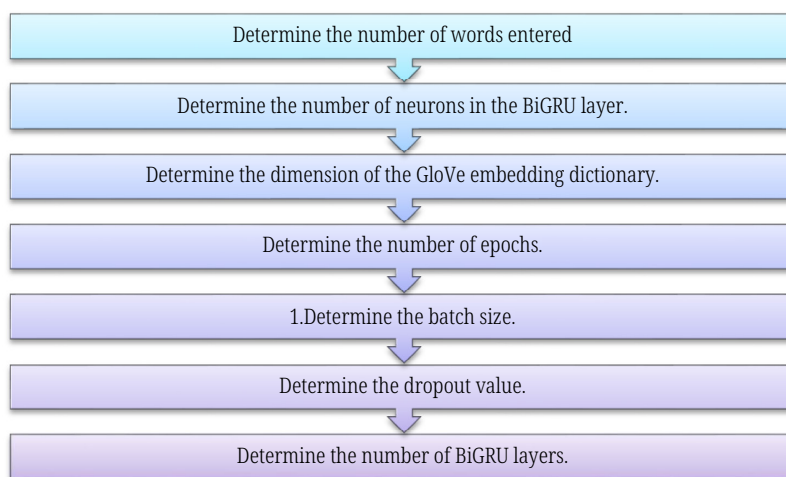 Determine the number of words entered
Determine the number of neurons in the BiGRU layer.
Determine the dimension of the GloVe embedding dictionary.
Determine the number of epochs.
1.Determine the batch size.
Determine the dropout value.
Determine the number of BiGRU layers.